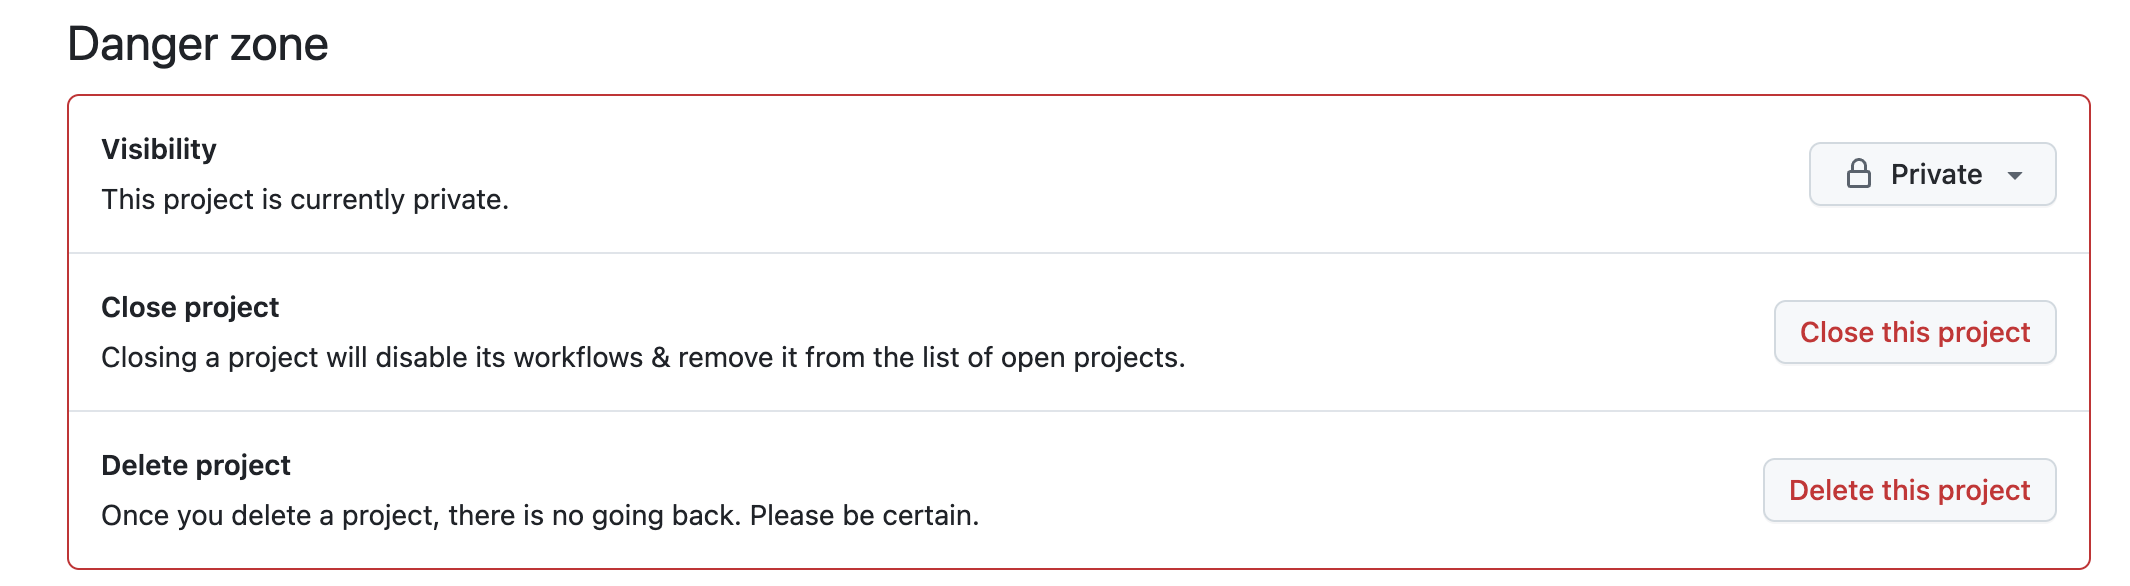 Danger zone
Visibility
This project is currently private.
Private
Close project
Closing a project will disable its workflows & remove it from the list of open projects.
Close this project
Delete project
Once you delete a project, there is no going back. Please be certain.
Delete this project